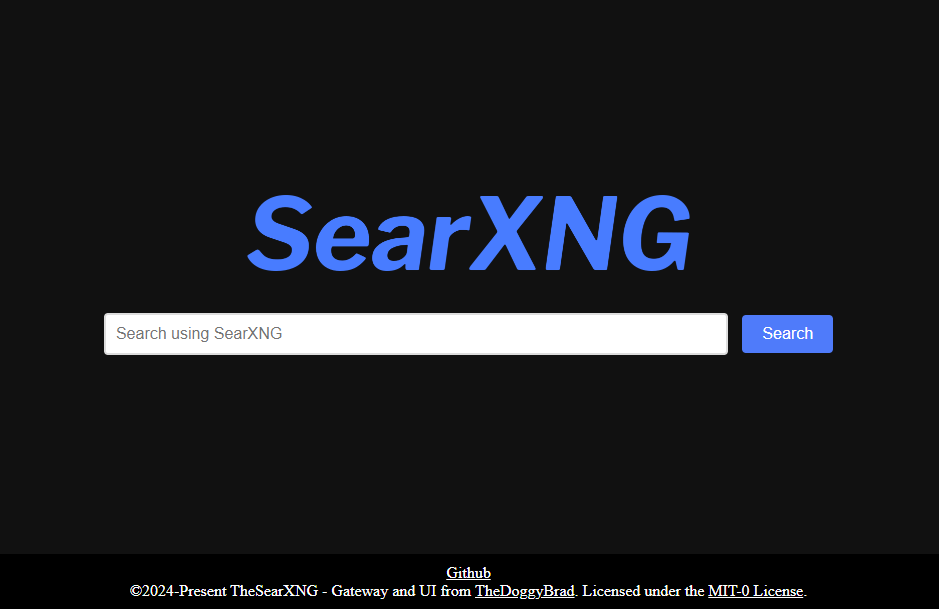 SearXNG
Search using SearXNG
Search
Github
©2024-Present TheSearXNG - Gateway and UI from TheDoggyBrad. Licensed under the MIT-0 License.